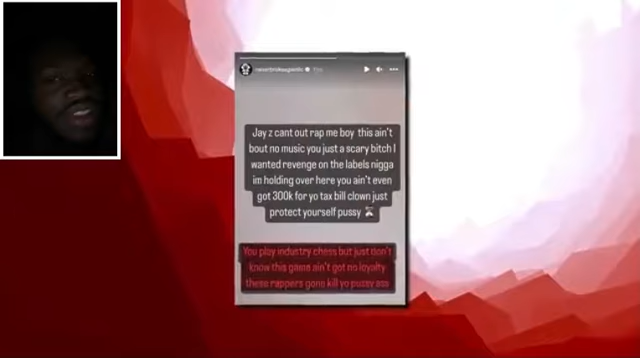 Jay z cant out rap me boy this ain't
bout no music you just a scary bitch I
wanted revenge on the labels nigga
im holding over here you ain't even
got 300k for yo tax bill clown just
protect yourself pussy
You play industry chess but just don't
know this game ain't got no loyalty
these rappers gone kill yo pussy ass